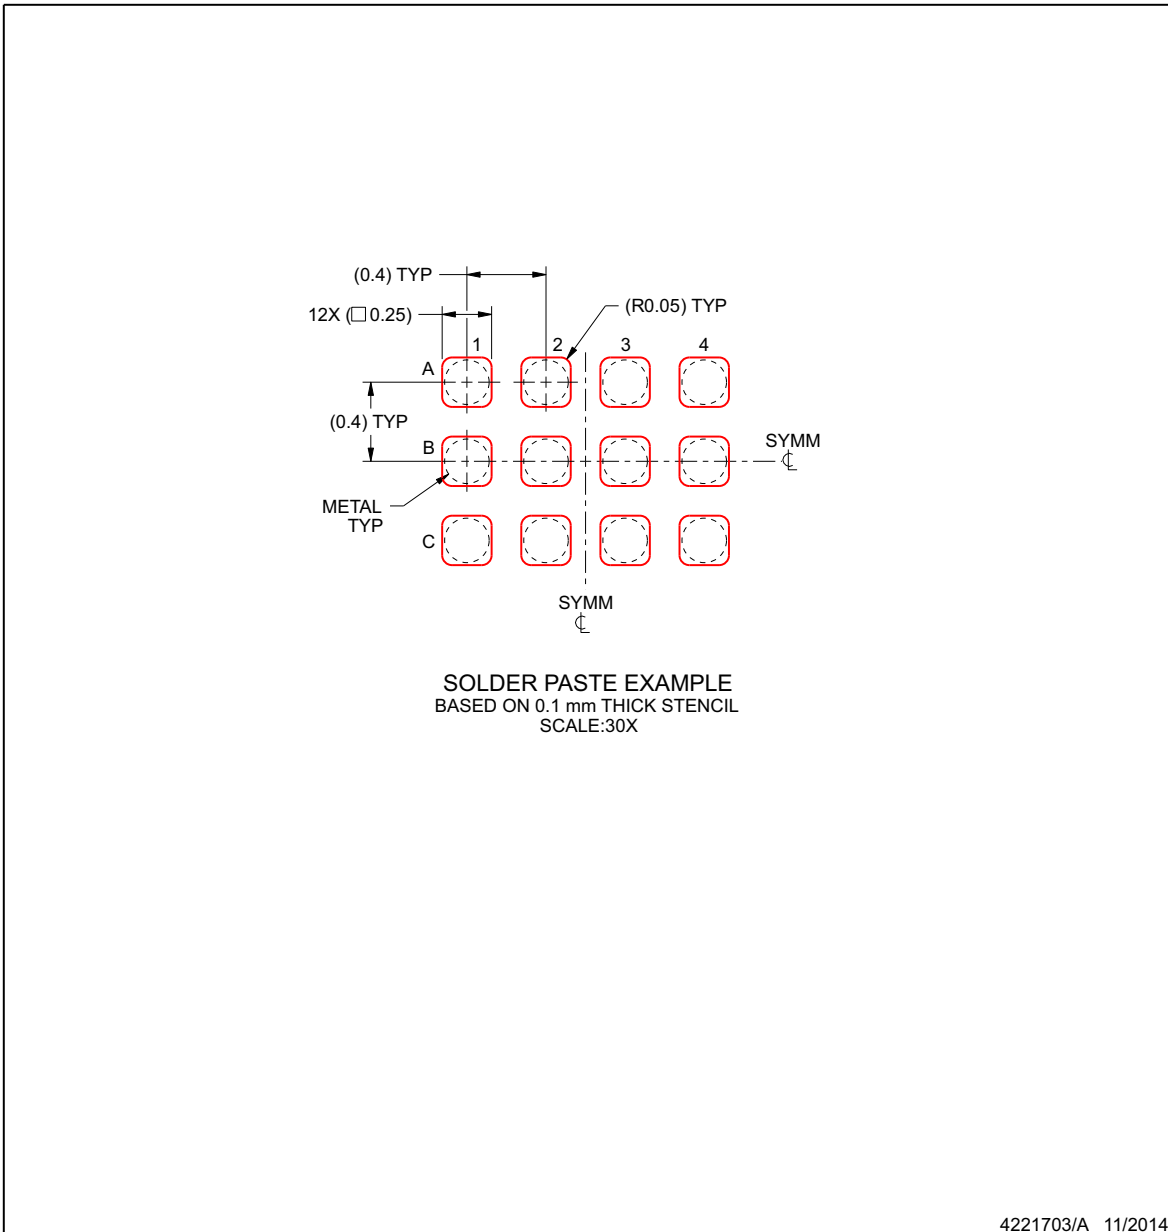 (0.4) TYP
12X (□ 0.25)
(R0.05) TYP
1 2 3 4
A
(0.4) TYP
B
SYMM
METAL
TYP
C
SYMM
SOLDER PASTE EXAMPLE
BASED ON 0.1 mm THICK STENCIL
SCALE:30X
4221703/A 11/2014